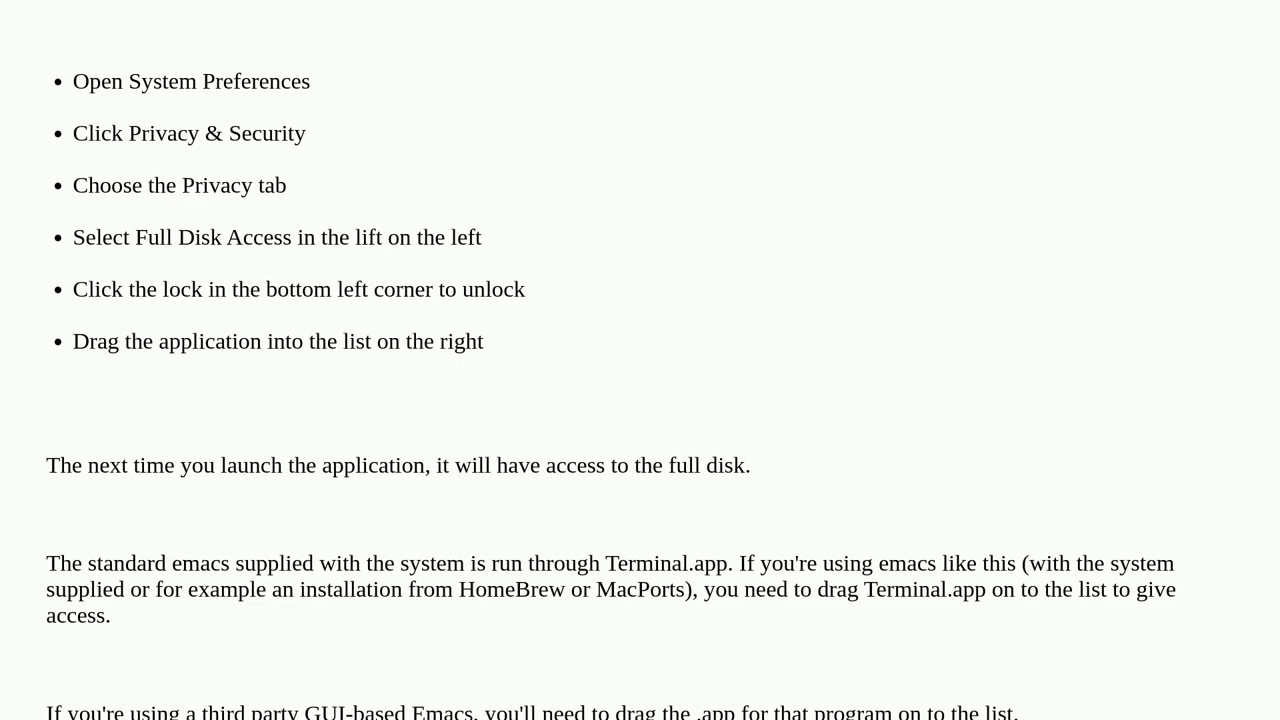 • Open System Preferences
• Click Privacy & Security
• Choose the Privacy tab
• Select Full Disk Access in the lift on the left
• Click the lock in the bottom left corner to unlock
• Drag the application into the list on the right
The next time you launch the application, it will have access to the full disk.
The standard emacs supplied with the system is run through Terminal.app. If you're using emacs like this (with the system
supplied or for example an installation from HomeBrew or MacPorts), you need to drag Terminal.app on to the list to give
access.
If you're using a third party GUI-based Emacs, you'll need to drag the .app for that program on to the list.